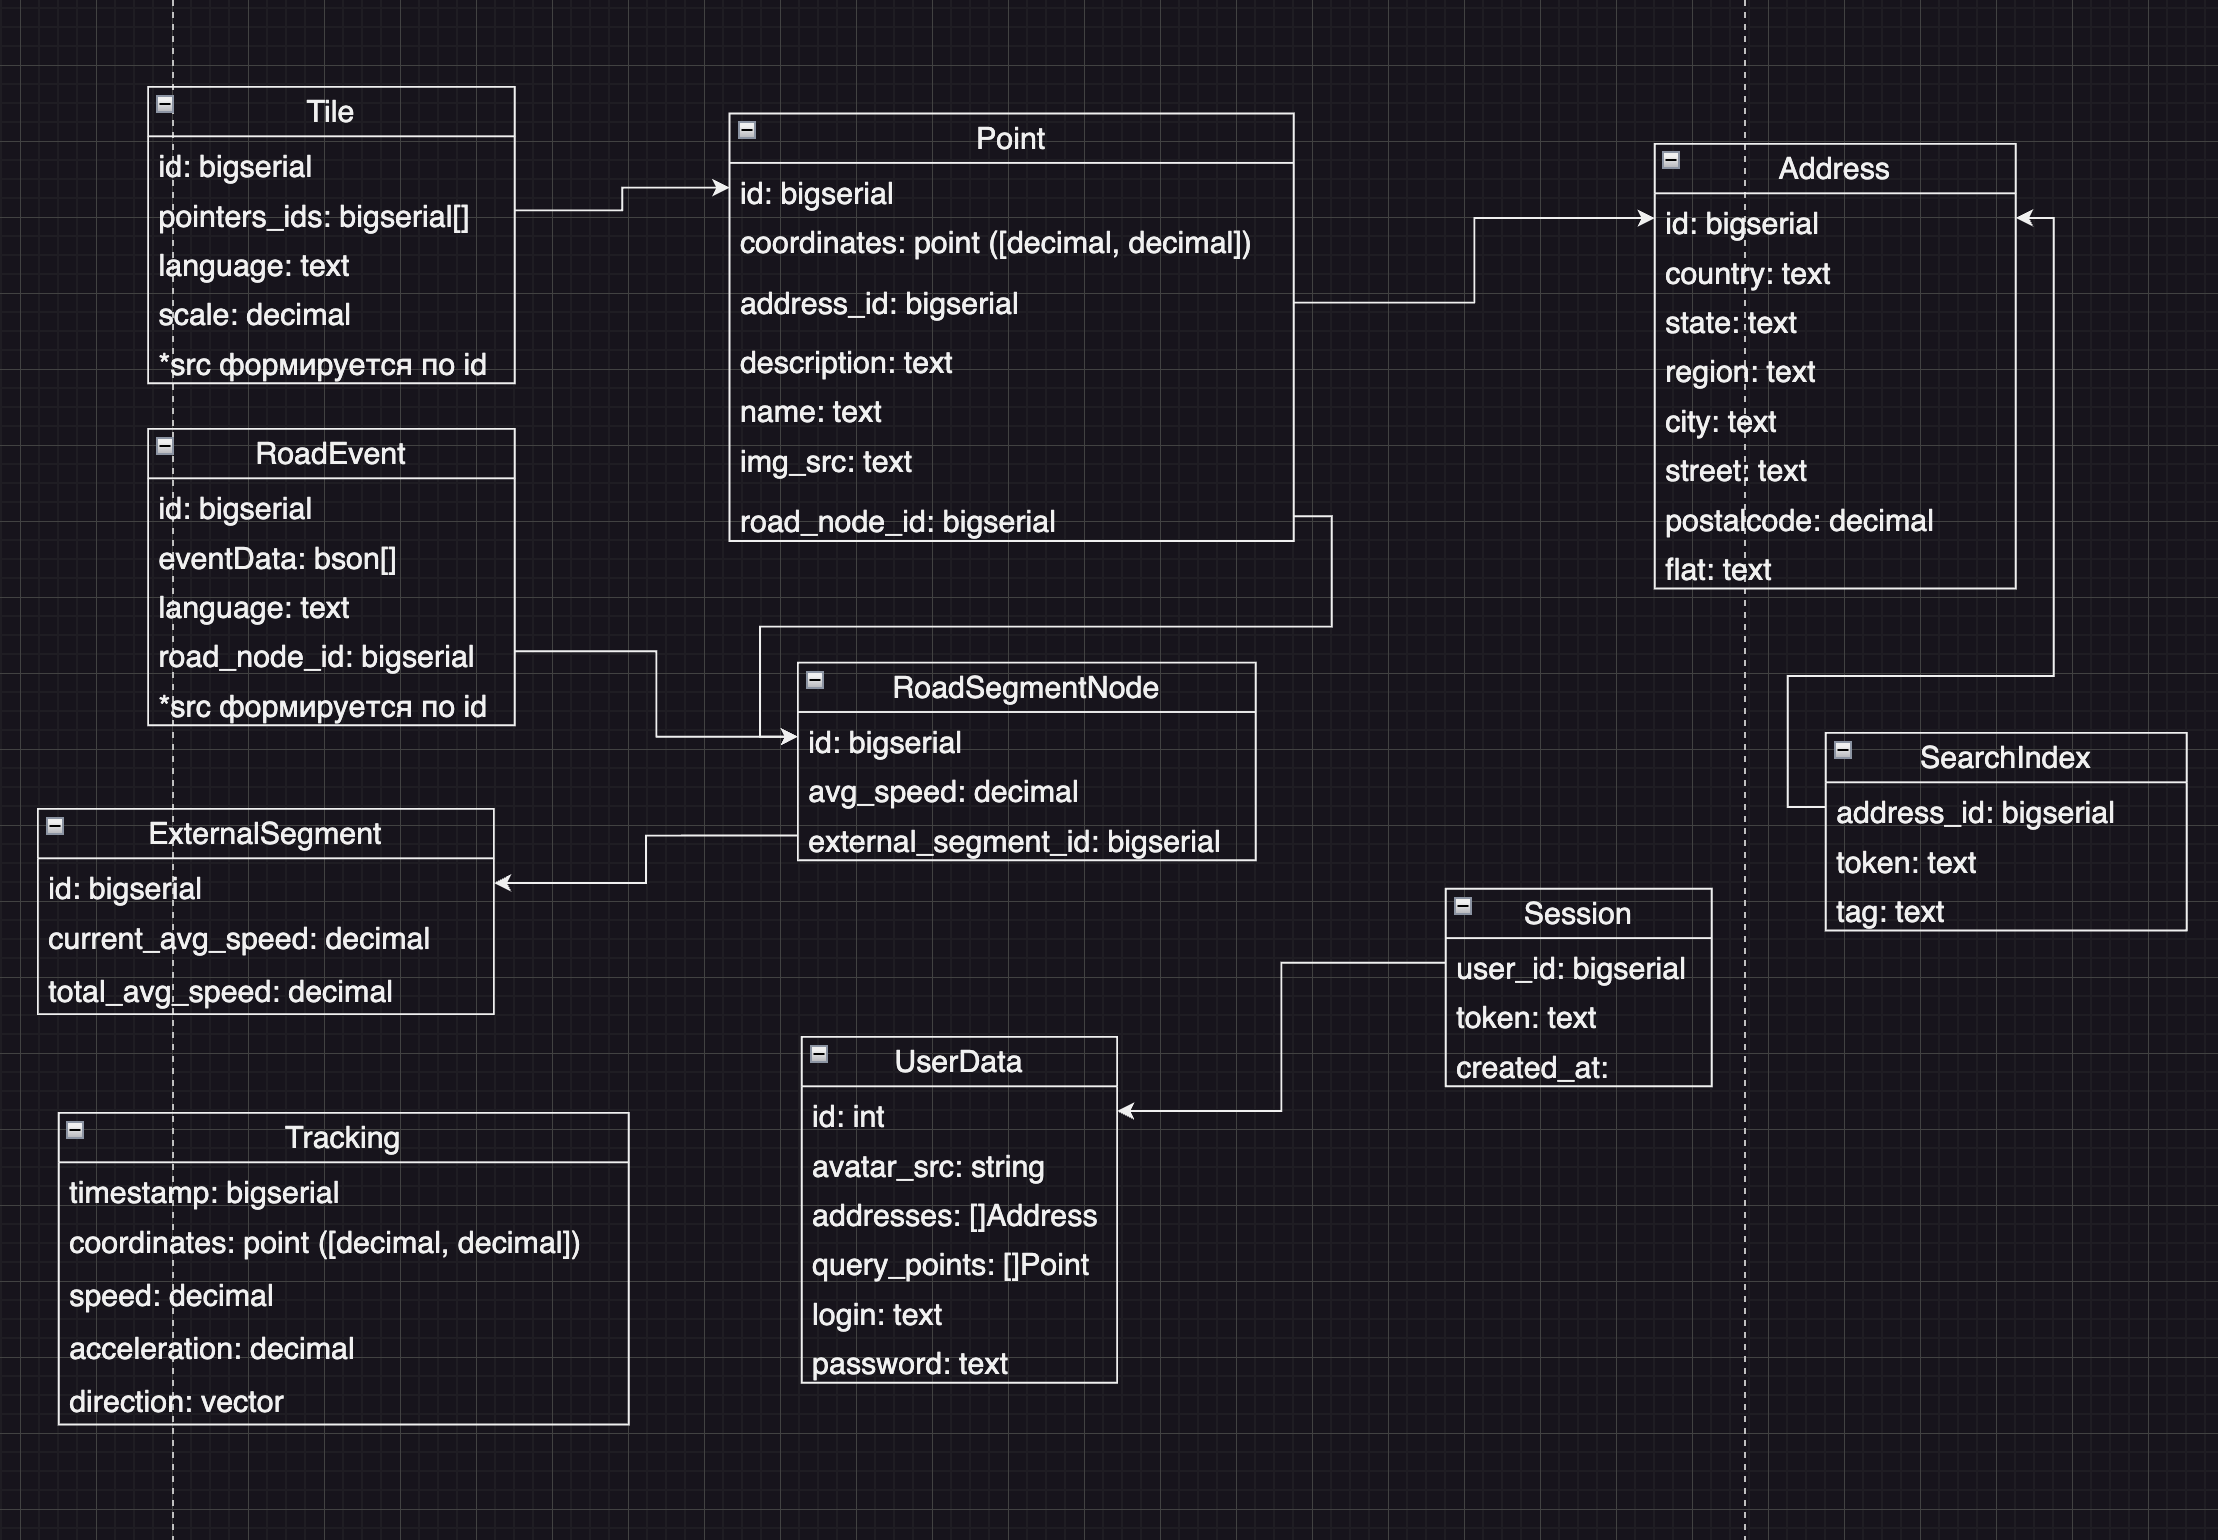 Tile
id: bigserial
pointers_ids: bigserial[]
language: text
scale: decimal
*src формируется по id
Point
id: bigserial
coordinates: point ([decimal, decimal])
address_id: bigserial
description: text
name: text
img_src: text
road_node_id: bigserial
Address
id: bigserial
country: text
state: text
region: text
city: text
street: text
postalcode: decimal
flat: text
RoadEvent
id: bigserial
eventData: bson[]
language: text
road_node_id: bigserial
*src формируется по id
RoadSegmentNode
id: bigserial
avg_speed: decimal
external_segment_id: bigserial
SearchIndex
address_id: bigserial
token: text
tag: text
ExternalSegment
id: bigserial
current_avg_speed: decimal
total_avg_speed: decimal
Session
user_id: bigserial
token: text
created_at:
UserData
id: int
avatar_src: string
addresses: []Address
query_points: []Point
login: text
password: text
Tracking
timestamp: bigserial
coordinates: point ([decimal, decimal])
speed: decimal
acceleration: decimal
direction: vector